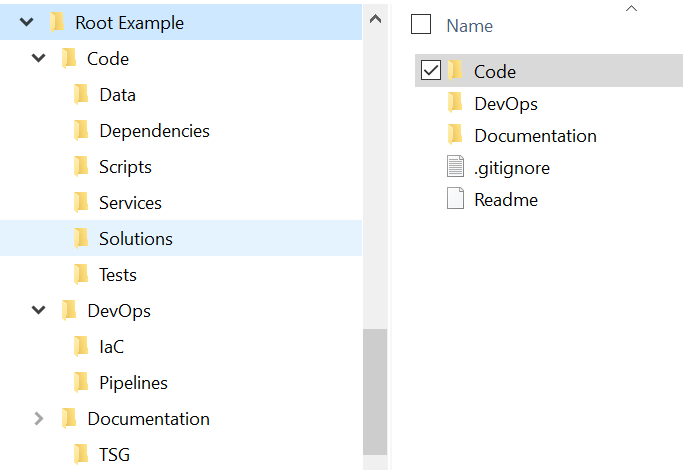 Root Example
Code
Data
Dependencies
Scripts
Services
Solutions
Tests
DevOps
IaC
Pipelines
Documentation
TSG
Name
Code
DevOps
Documentation
.gitignore
Readme